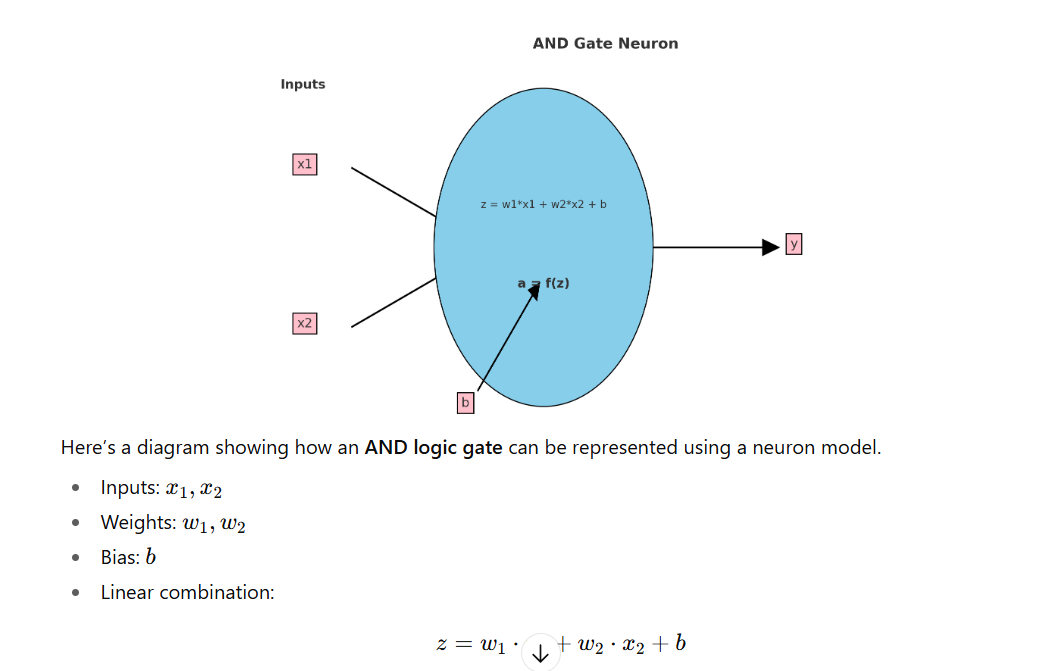 AND Gate Neuron
Inputs
x1
z = w1*x1 + w2*x2 + b
y
a = f(z)
x2
b
Here’s a diagram showing how an AND logic gate can be represented using a neuron model.
• Inputs: x₁, x₂
• Weights: w₁, w₂
• Bias: b
• Linear combination:
z = w₁ · + w₂ · x₂ + b